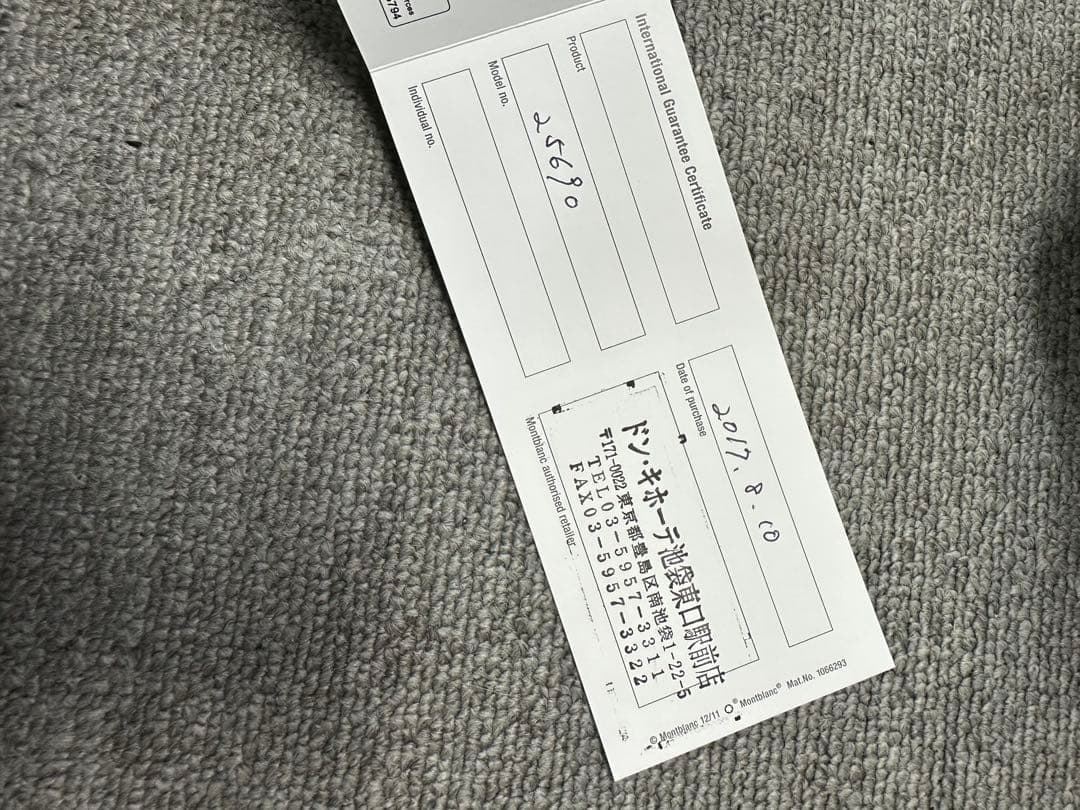 rces
794
International Guarantee Certificate
Product
Model no.
25690
Individual no.
Date of purchase
2017.8.10
ドン・キホーテ池袋東口駅前店
〒171-0022 東京都豊島区南池袋1-22-5
TEL03-5957-3311
FAX03-5957-3322
Montblanc authorised retailer
© Montblanc 12/11 ® Montblanc® Mat.No. 1066293